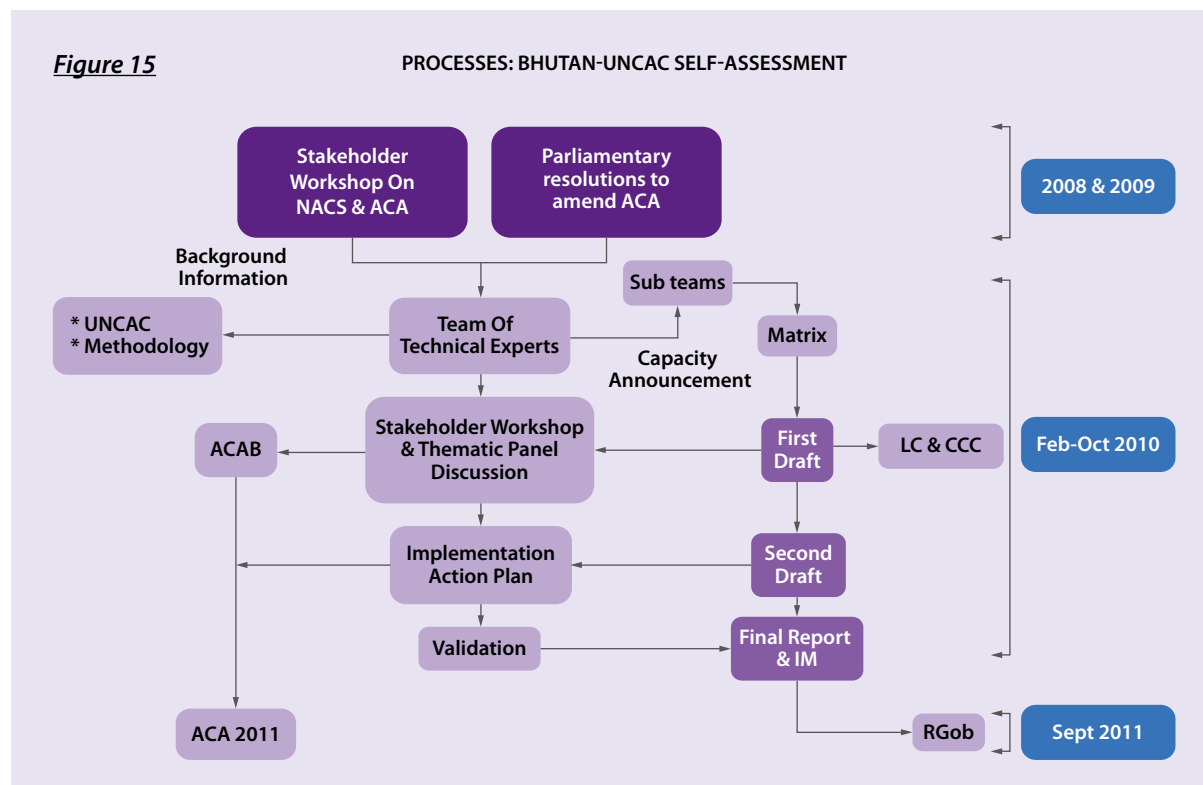 Figure 15
PROCESSES: BHUTAN-UNCAC SELF-ASSESSMENT
Stakeholder
Workshop On
NACS & ACA
Parliamentary
resolutions to
amend ACA
2008 & 2009
Background
Information
Sub teams
* UNCAC
* Methodology
Team Of
Technical Experts
Matrix
Capacity
Announcement
ACAB
Stakeholder Workshop
& Thematic Panel
Discussion
First
Draft
LC & CCC
Feb-Oct 2010
Implementation
Action Plan
Second
Draft
Validation
Final Report
& IM
ACA 2011
RGob
Sept 2011